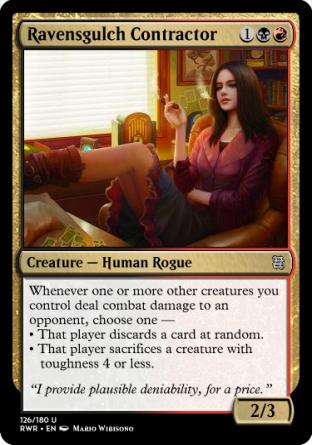 Ravensgulch Contractor 1
Creature — Human Rogue
Whenever one or more other creatures you
control deal combat damage to an
opponent, choose one —
• That player discards a card at random.
• That player sacrifices a creature with
toughness 4 or less.
“I provide plausible deniability, for a price.”
2/3
126/180 U
RWR • EN Mario Wibisono